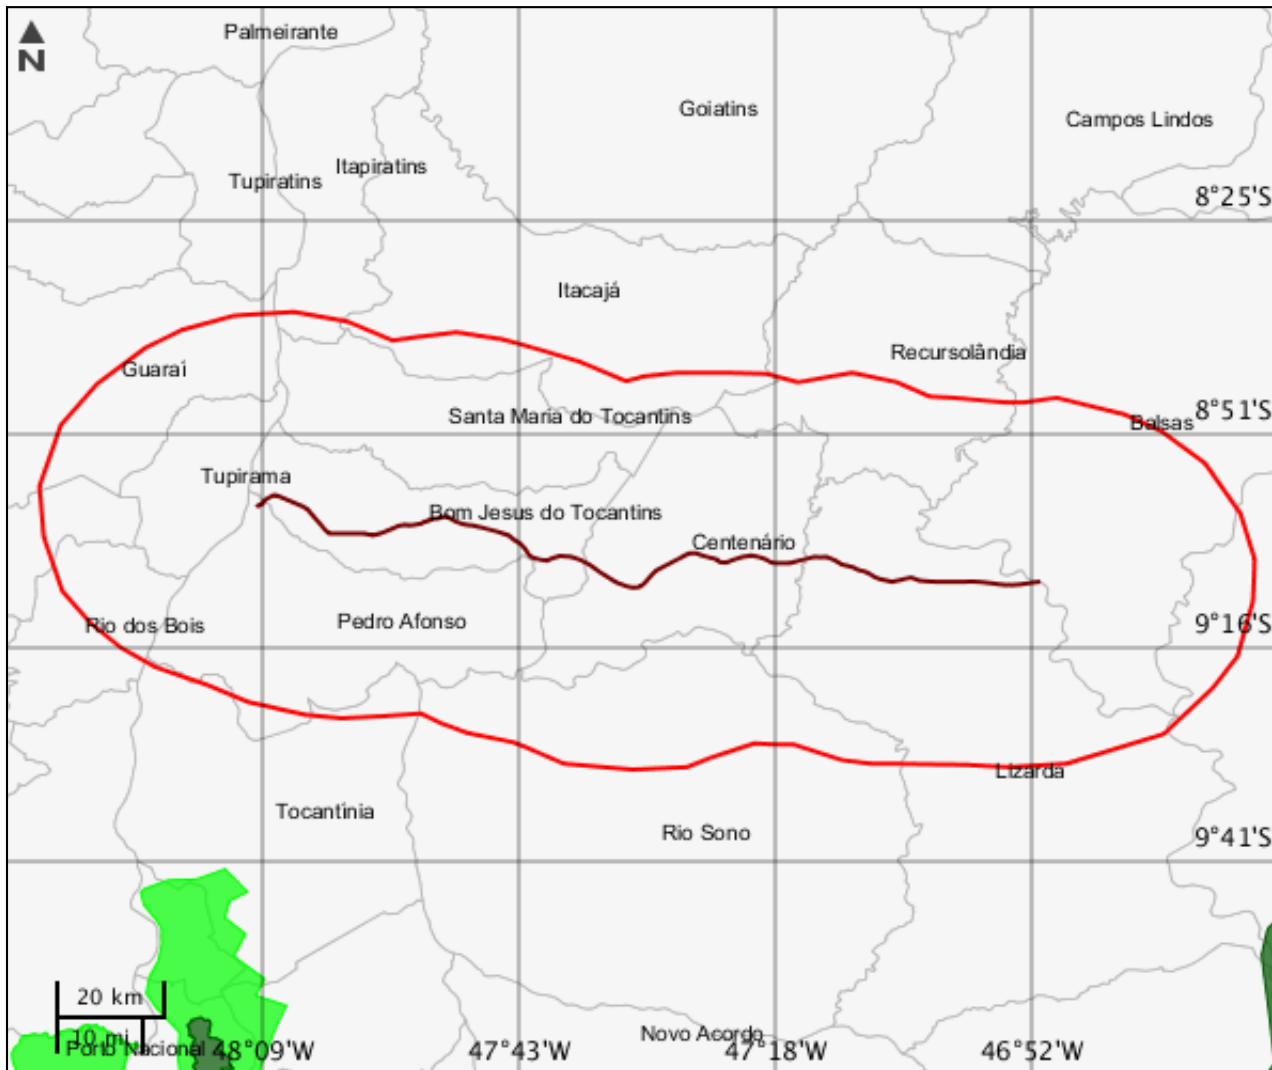 Palmeirante
N
Goiatins
Campos Lindos
Itapiratins
Tupiratins
8°25'S
Itacajá
Recursolândia
Guaraí
Santa Maria do Tocantins
8°51'S
Balsas
Tupirama
Bom Jesus do Tocantins
Centenário
Pedro Afonso
Rio dos Bois
9°16'S
Lizarda
Tocantínia
Rio Sono
9°41'S
20 km
10 mi
Novo Acordo
Porto Nacional
48°09'W
47°43'W
47°18'W
46°52'W